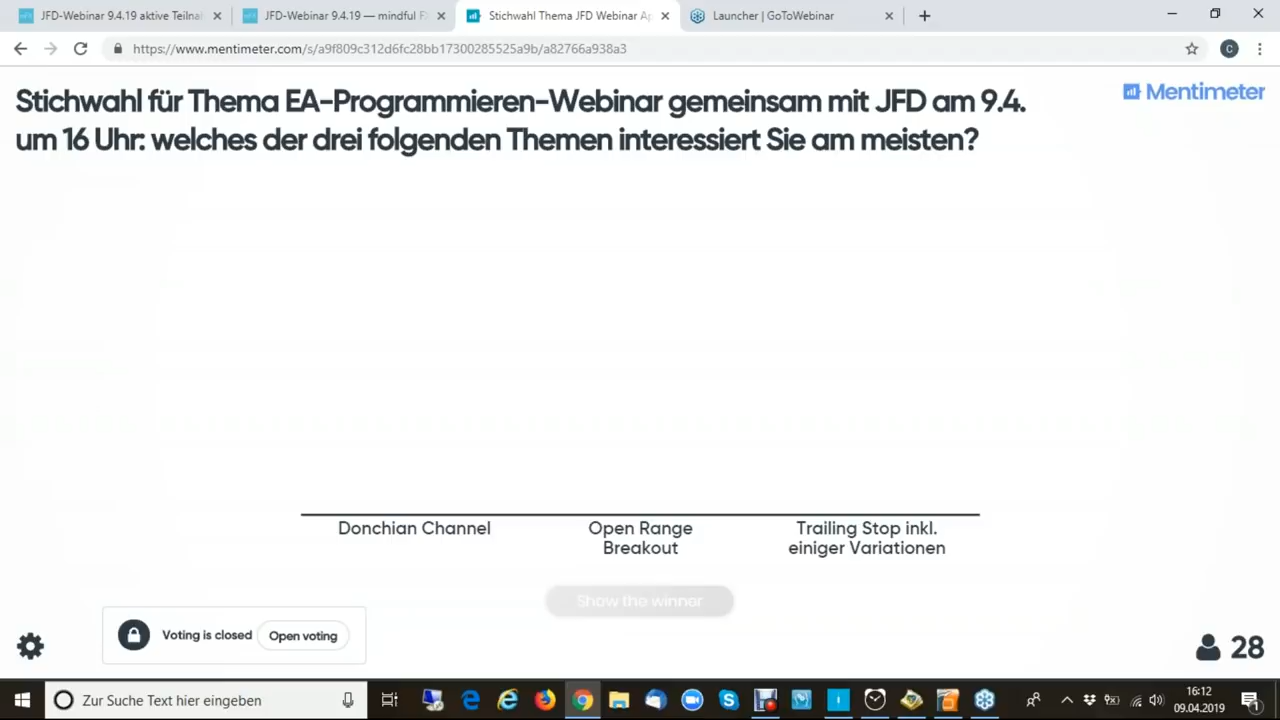 JFD-Webinar 9.4.19 aktive Teilnal
JFD-Webinar 9.4.19 — mindful F
Stichwahl Thema JFD Webinar Ap
Launcher | GoToWebinar
https://www.mentimeter.com/s/a9f809c312d6fc28bb17300285525a9b/a82766a938a3
C
Stichwahl für Thema EA-Programmieren-Webinar gemeinsam mit JFD am 9.4.
um 16 Uhr: welches der drei folgenden Themen interessiert Sie am meisten?
Mentimeter
Donchian Channel
Open Range
Breakout
Trailing Stop inkl.
einiger Variationen
Show the winner
Voting is closed
Open voting
28
Zur Suche Text hier eingeben
16:12
09.04.2019